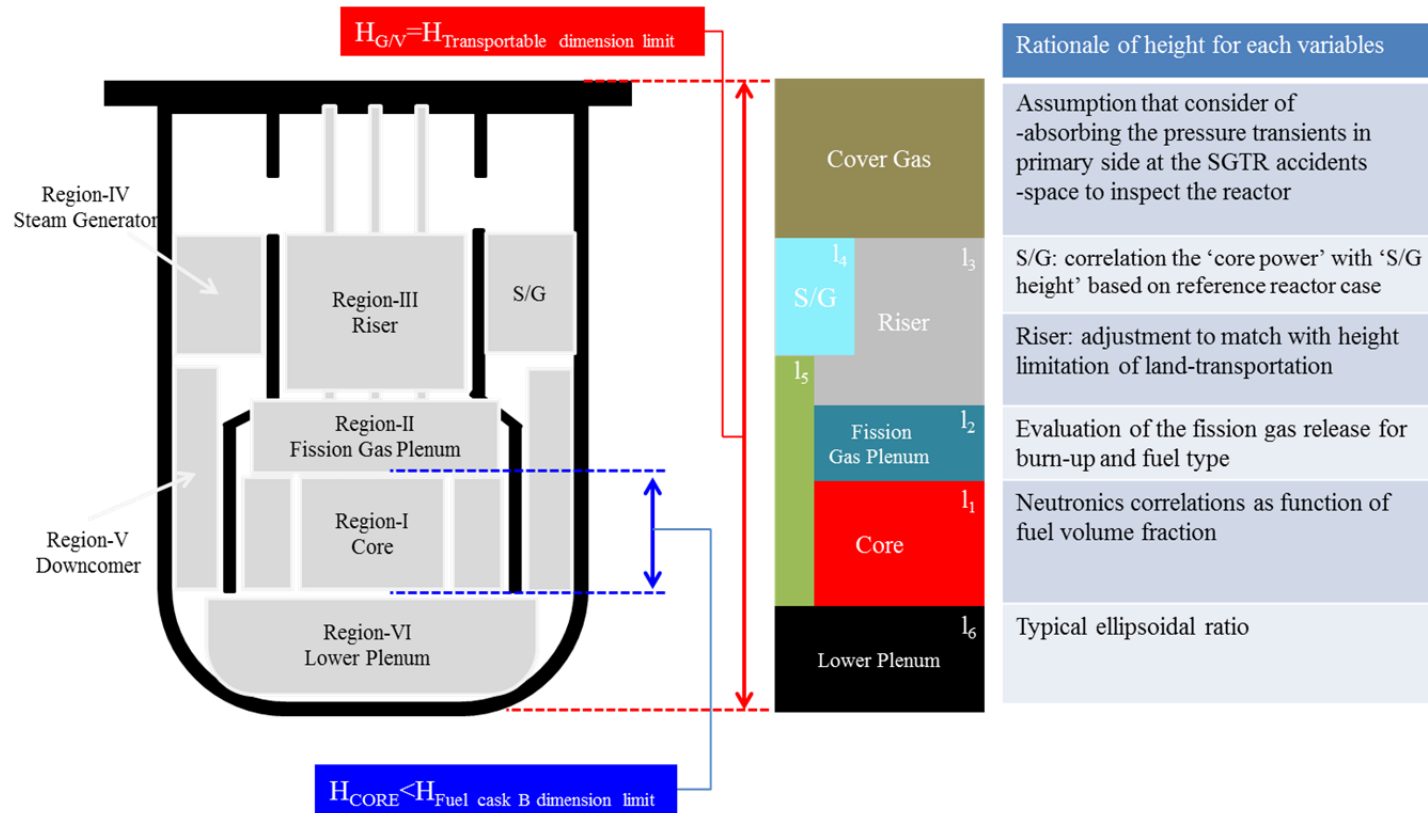 H_G/V=H_Transportable dimension limit
Region-IV
Steam Generator
Region-III
Riser
S/G
Region-II
Fission Gas Plenum
Region-I
Core
Region-V
Downcomer
Region-VI
Lower Plenum
H_CORE<H_Fuel cask B dimension limit
Cover Gas
l4
S/G
l3
Riser
l5
l2
Fission
Gas Plenum
l1
Core
l6
Lower Plenum
Rationale of height for each variables
Assumption that consider of
-absorbing the pressure transients in
primary side at the SGTR accidents
-space to inspect the reactor
S/G: correlation the ‘core power’ with ‘S/G
height’ based on reference reactor case
Riser: adjustment to match with height
limitation of land-transportation
Evaluation of the fission gas release for
burn-up and fuel type
Neutronics correlations as function of
fuel volume fraction
Typical ellipsoidal ratio